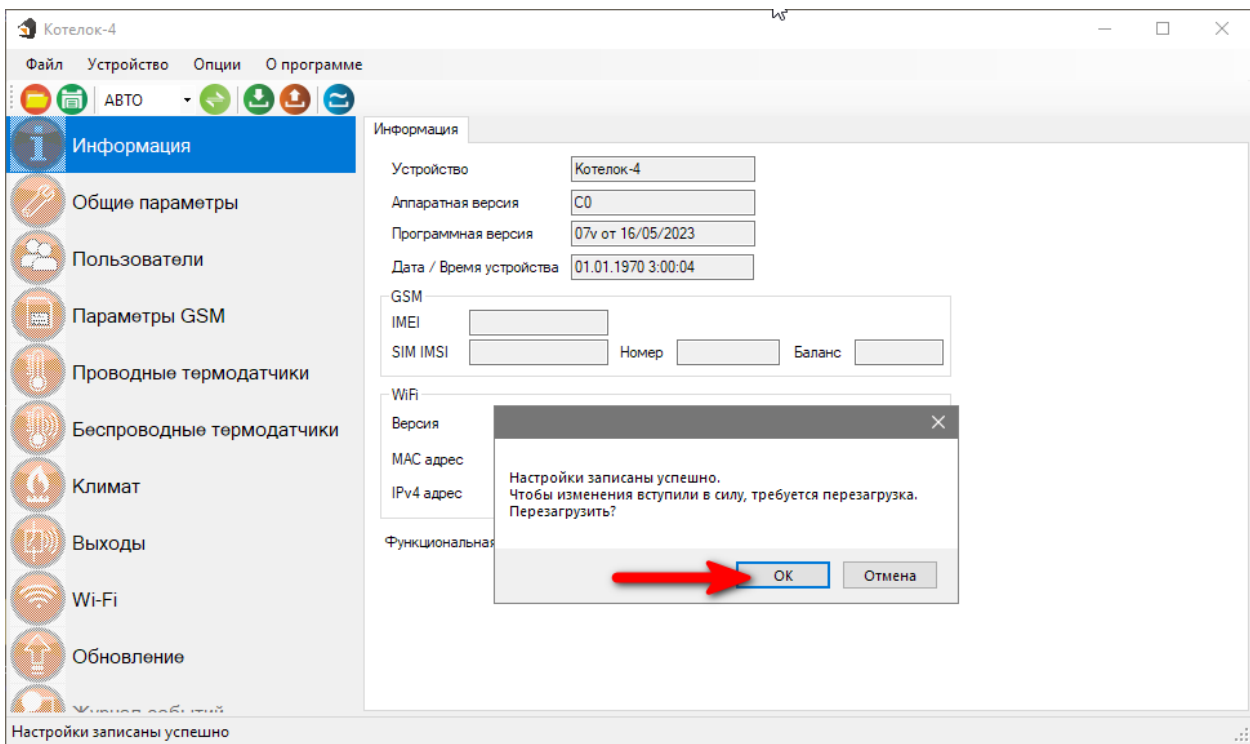 Котелок-4
Файл Устройство Опции О программе
АВТО
Информация
Общие параметры
Пользователи
Параметры GSM
Проводные термодатчики
Беспроводные термодатчики
Климат
Выходы
Wi-Fi
Обновление
Журнал событий
Информация
Устройство Котелок-4
Аппаратная версия C0
Программная версия 07v от 16/05/2023
Дата / Время устройства 01.01.1970 3:00:04
GSM
IMEI
SIM IMSI Номер Баланс
WiFi
Версия
MAC адрес
IPv4 адрес
Функциональная
Настройки записаны успешно.
Чтобы изменения вступили в силу, требуется перезагрузка.
Перезагрузить?
ОК Отмена
Настройки записаны успешно